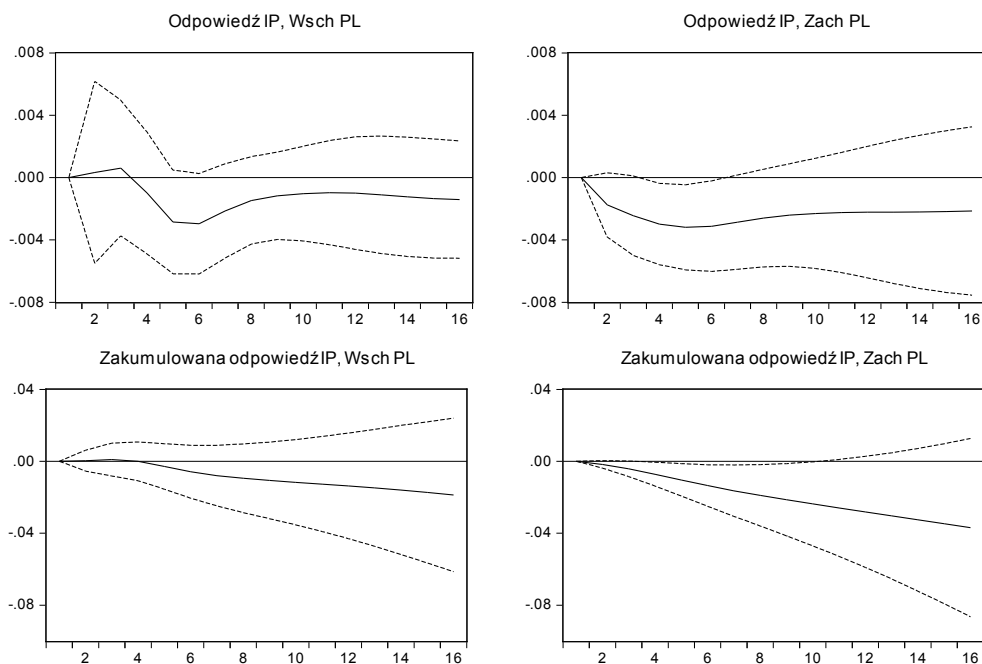 Odpowiedź IP, Wsch PL
.008
.004
.000
-.004
-.008
2 4 6 8 10 12 14 16
Odpowiedź IP, Zach PL
.008
.004
.000
-.004
-.008
2 4 6 8 10 12 14 16
Zakumulowana odpowiedź IP, Wsch PL
.04
.00
-.04
-.08
2 4 6 8 10 12 14 16
Zakumulowana odpowiedź IP, Zach PL
.04
.00
-.04
-.08
2 4 6 8 10 12 14 16